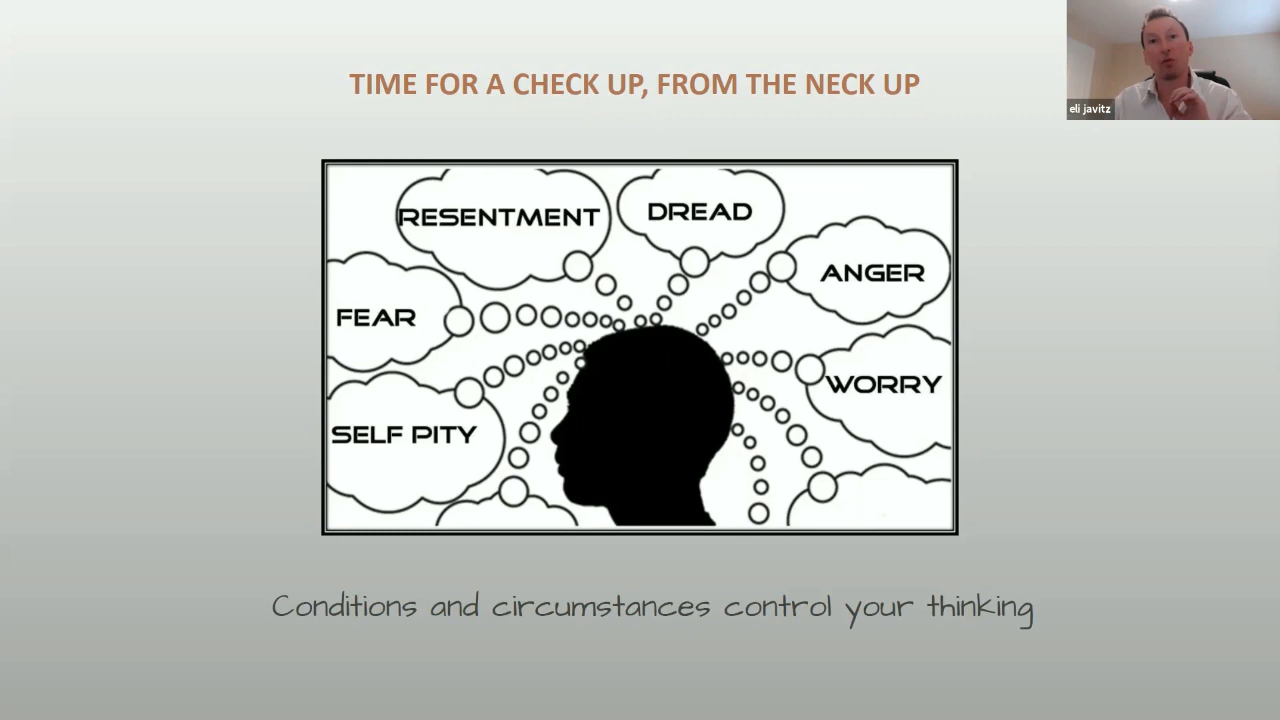 TIME FOR A CHECK UP, FROM THE NECK UP
eli javitz
RESENTMENT
DREAD
ANGER
FEAR
WORRY
SELF PITY
Conditions and circumstances control your thinking